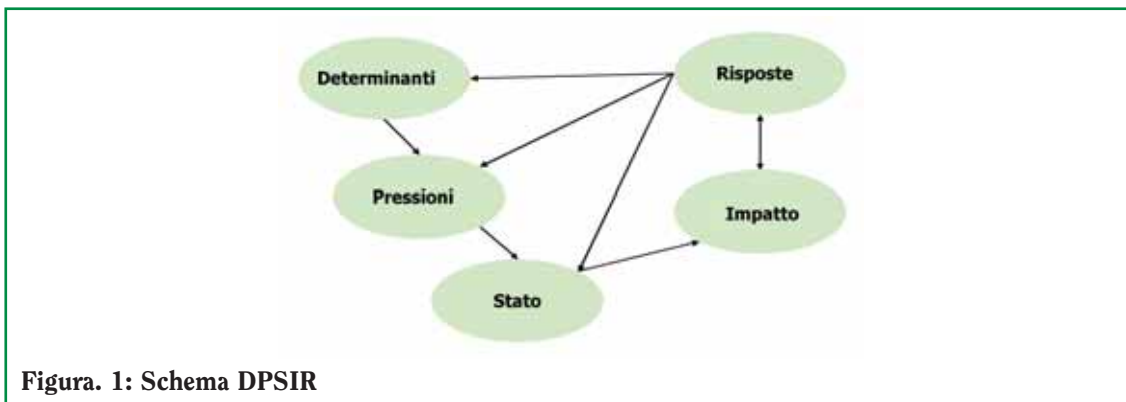 Determinanti
Risposte
Pressioni
Impatto
Stato
Figura. 1: Schema DPSIR